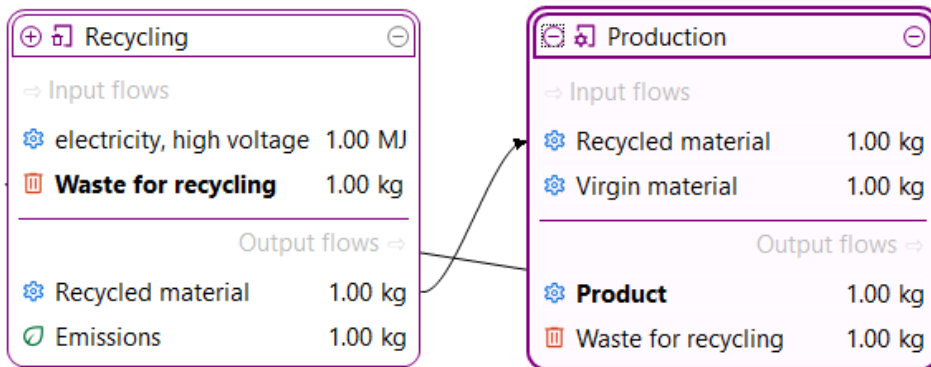 Recycling
Input flows
electricity, high voltage 1.00 MJ
Waste for recycling 1.00 kg
Output flows
Recycled material 1.00 kg
Emissions 1.00 kg
Production
Input flows
Recycled material 1.00 kg
Virgin material 1.00 kg
Output flows
Product 1.00 kg
Waste for recycling 1.00 kg